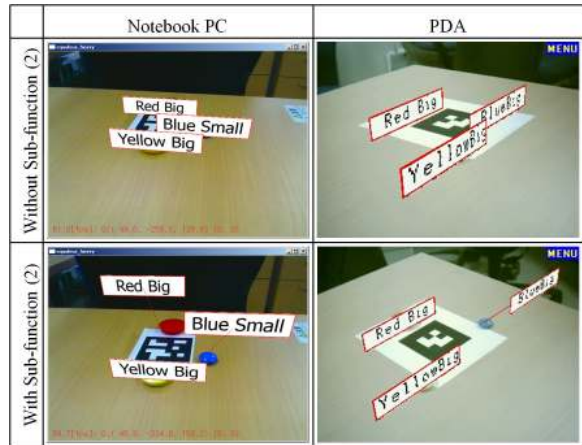 Notebook PC
PDA
Without Sub-function (2)
Red Big
Blue Small
Yellow Big
MENU
Red Big
BlueBig
YellowBig
With Sub-function (2)
Red Big
Blue Small
Yellow Big
MENU
BlueBig
Red Big
YellowBig